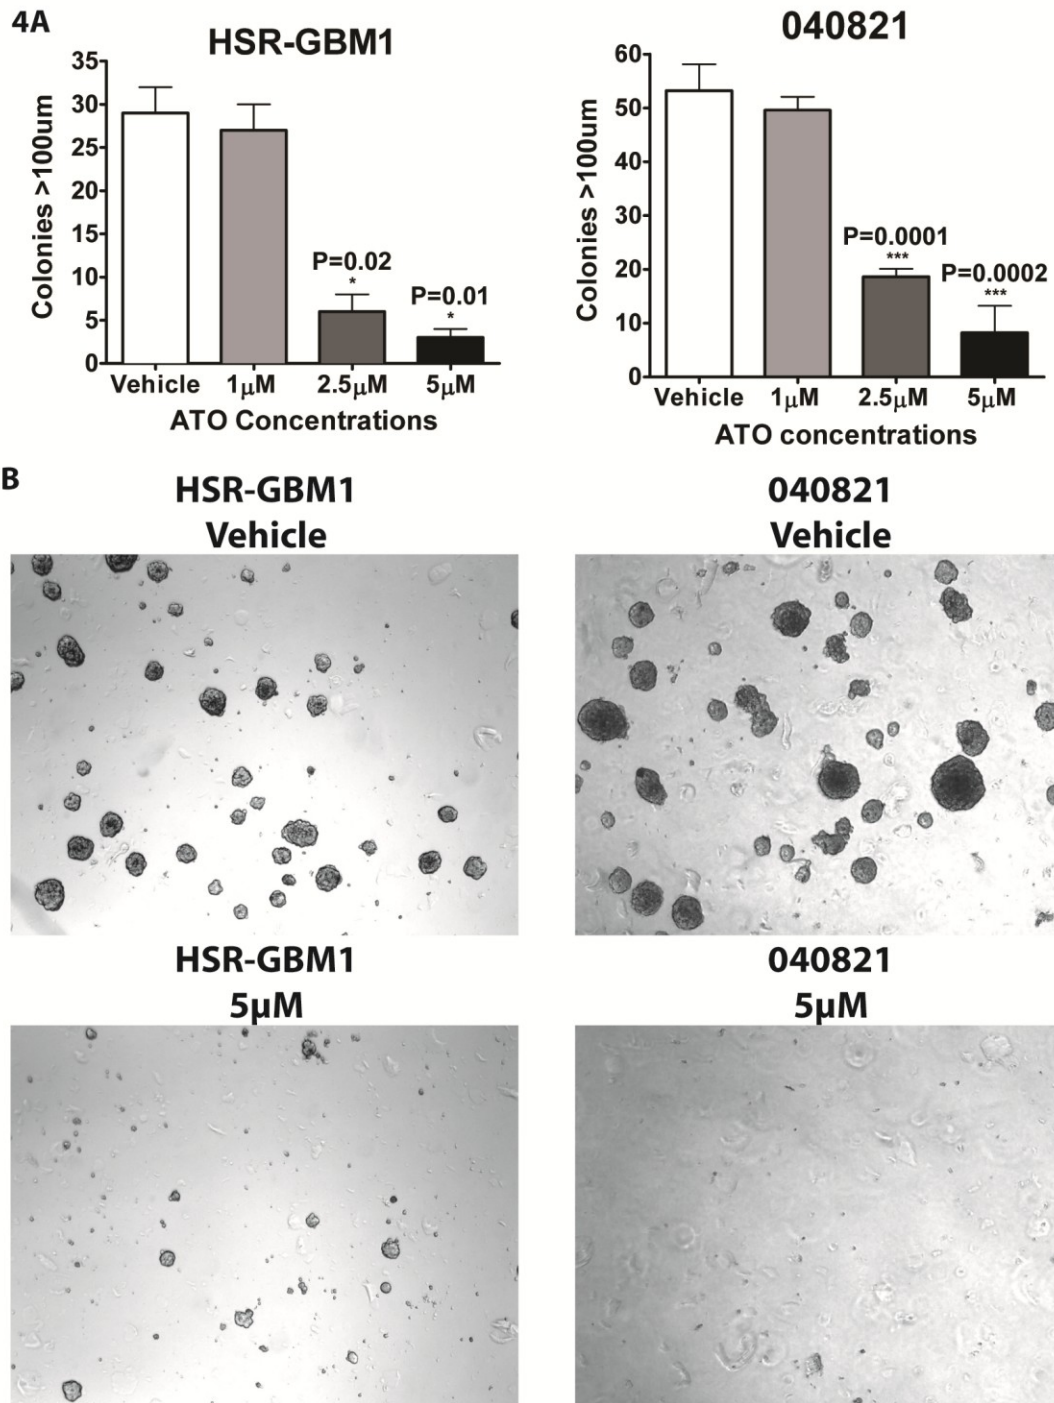 4A
HSR-GBM1
Colonies >100um
35
30
25
20
15
10
5
0
P=0.02
*
P=0.01
*
Vehicle 1µM 2.5µM 5µM
ATO Concentrations
040821
Colonies >100um
60
50
40
30
20
10
0
P=0.0001
***
P=0.0002
***
Vehicle 1µM 2.5µM 5µM
ATO concentrations
B
HSR-GBM1
Vehicle
040821
Vehicle
HSR-GBM1
5µM
040821
5µM